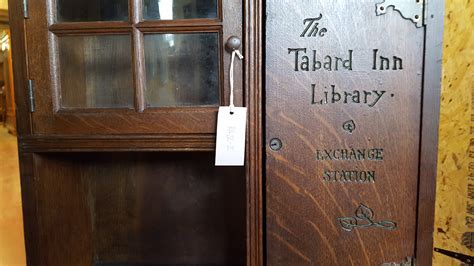 The
Tabard Inn
Library.
EXCHANGE
STATION